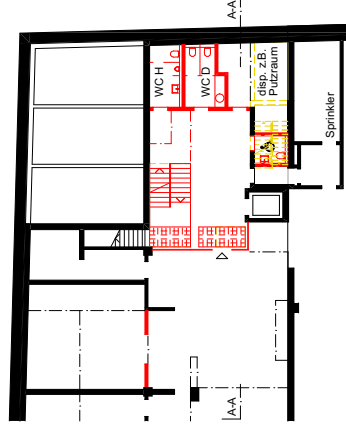 A-A
WC H
WC D
disp. z.B.
Putzraum
Sprinkler
A-A